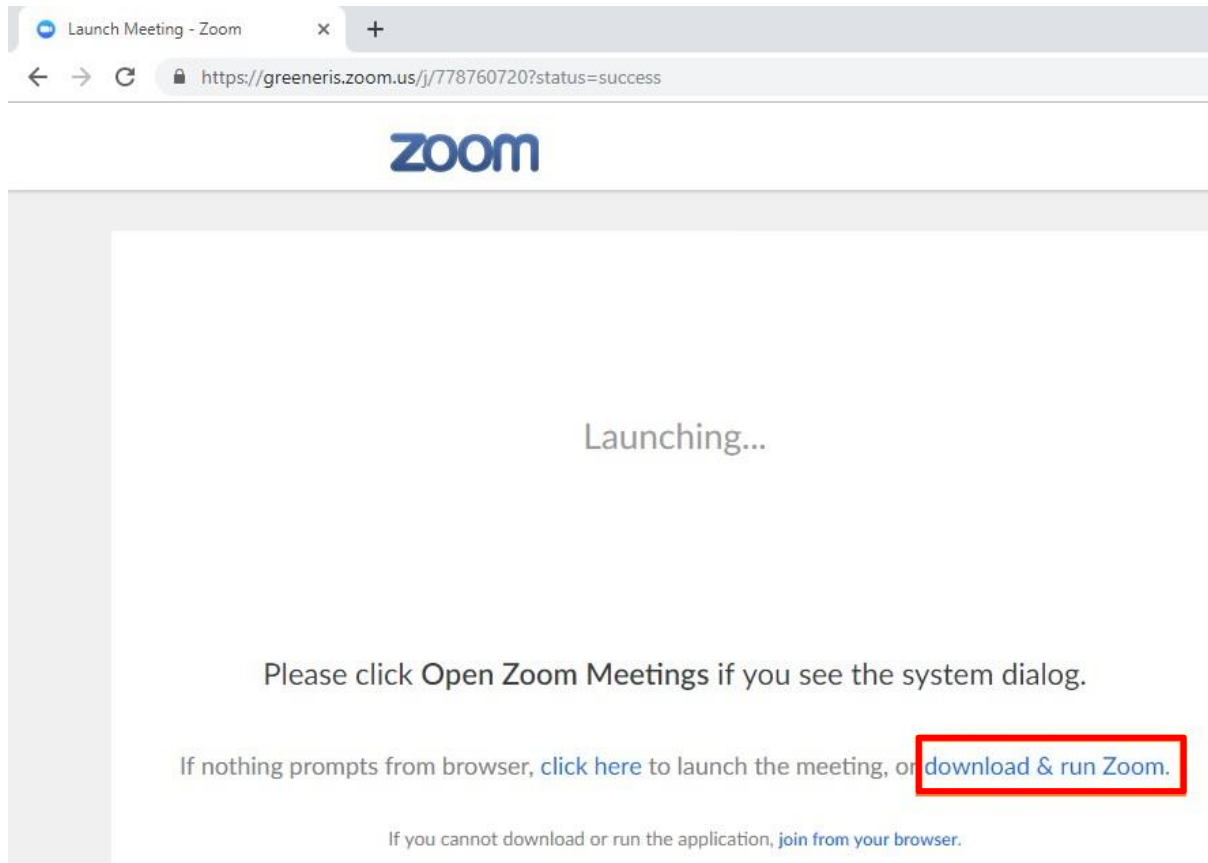 Launch Meeting - Zoom
https://greeneris.zoom.us/j/778760720?status=success
zoom
Launching...
Please click Open Zoom Meetings if you see the system dialog.
If nothing prompts from browser, click here to launch the meeting, or download & run Zoom.
If you cannot download or run the application, join from your browser.